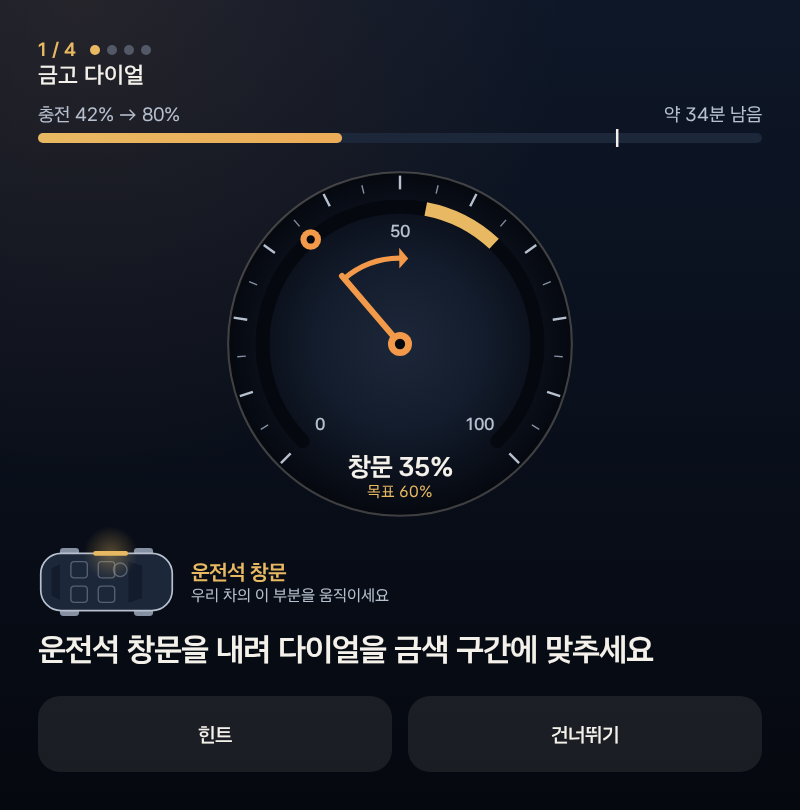 1 / 4
금고 다이얼
충전 42% → 80%
약 34분 남음
50
0
100
창문 35%
목표 60%
운전석 창문
우리 차의 이 부분을 움직이세요
운전석 창문을 내려 다이얼을 금색 구간에 맞추세요
힌트
건너뛰기